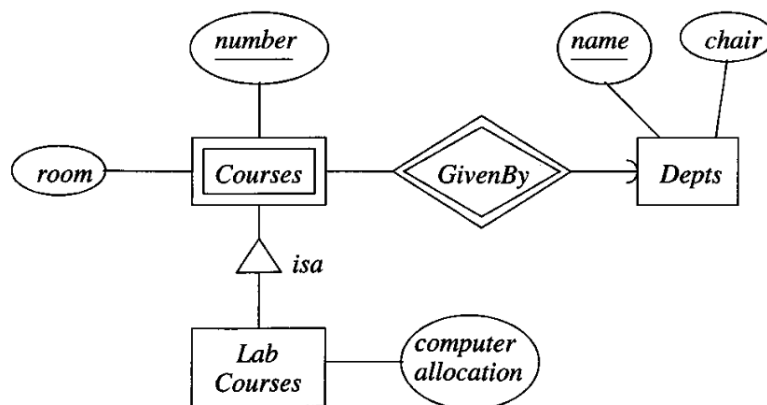 number
name
chair
room
Courses
GivenBy
Depts
isa
Lab
Courses
computer
allocation